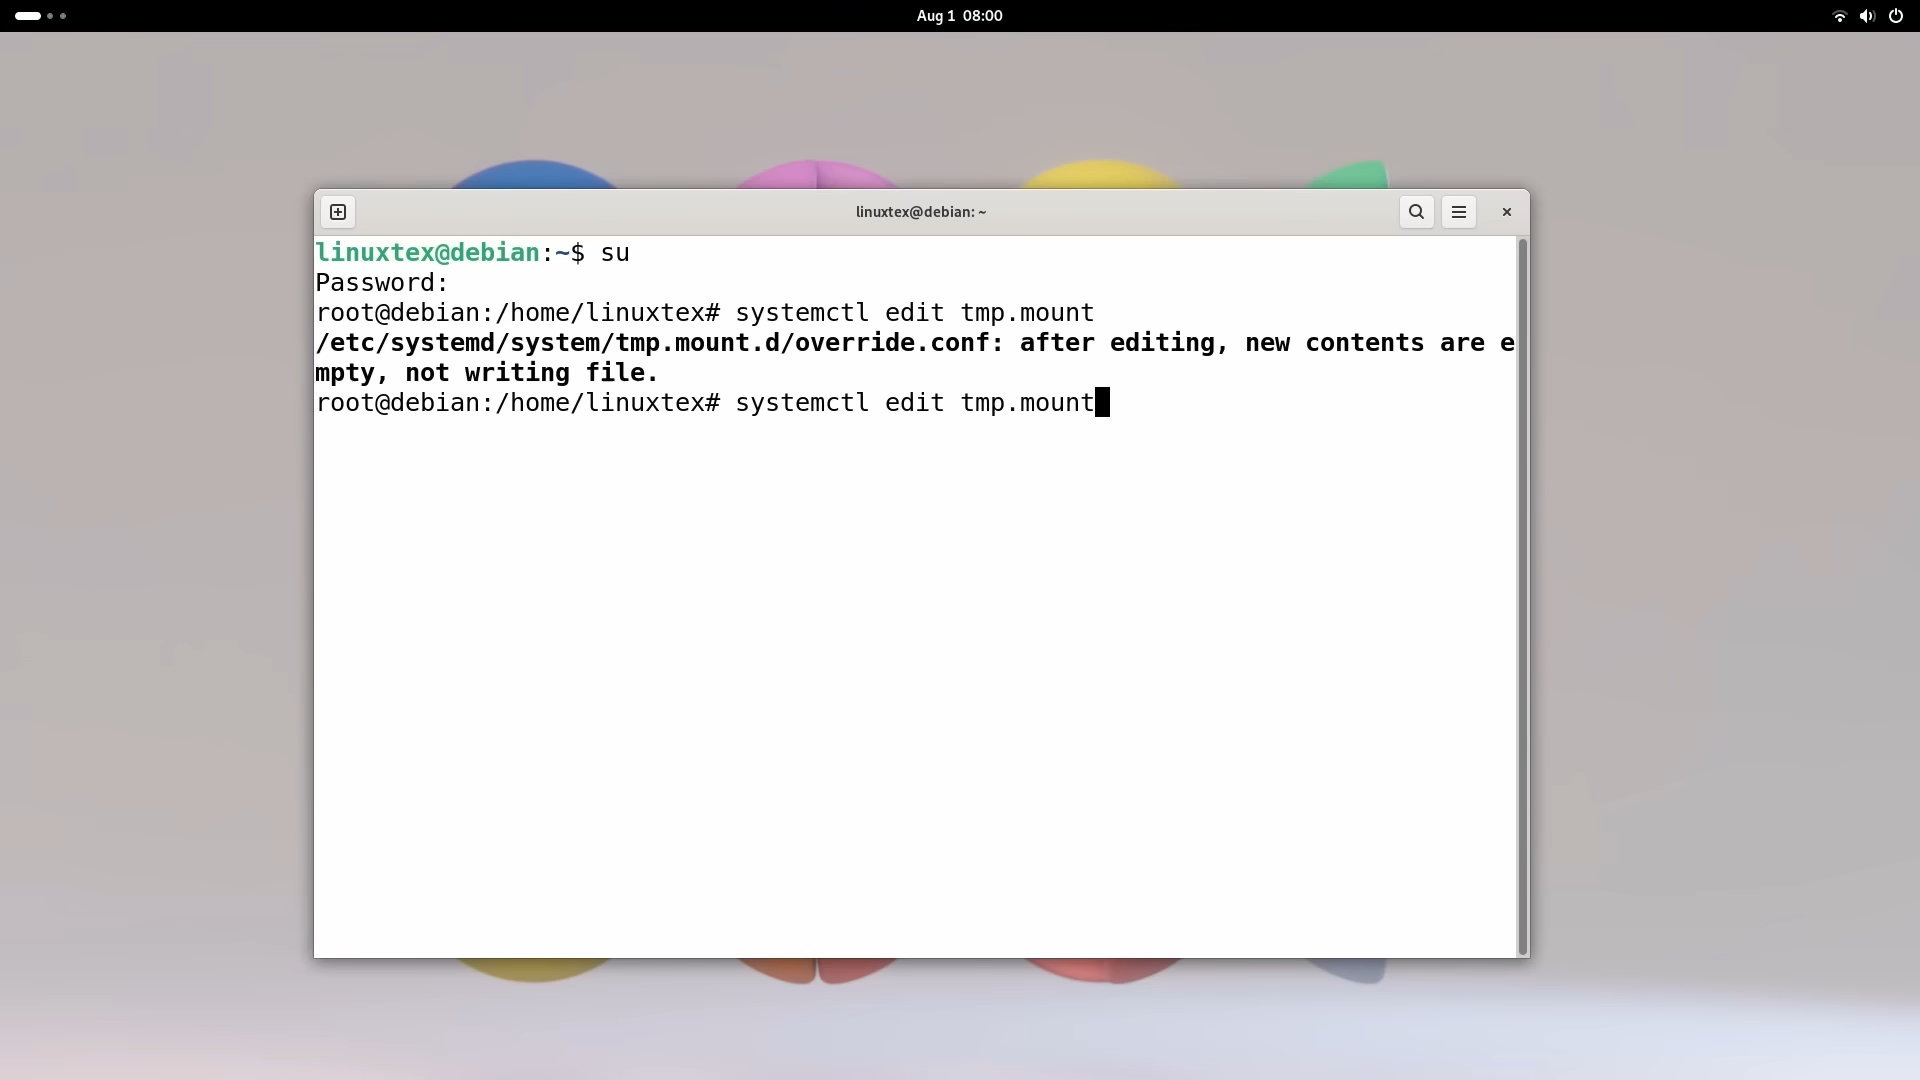 Aug 1 08:00
linuxtex@debian: ~
linuxtex@debian:~$ su
Password:
root@debian:/home/linuxtex# systemctl edit tmp.mount
/etc/systemd/system/tmp.mount.d/override.conf: after editing, new contents are e
mpty, not writing file.
root@debian:/home/linuxtex# systemctl edit tmp.mount